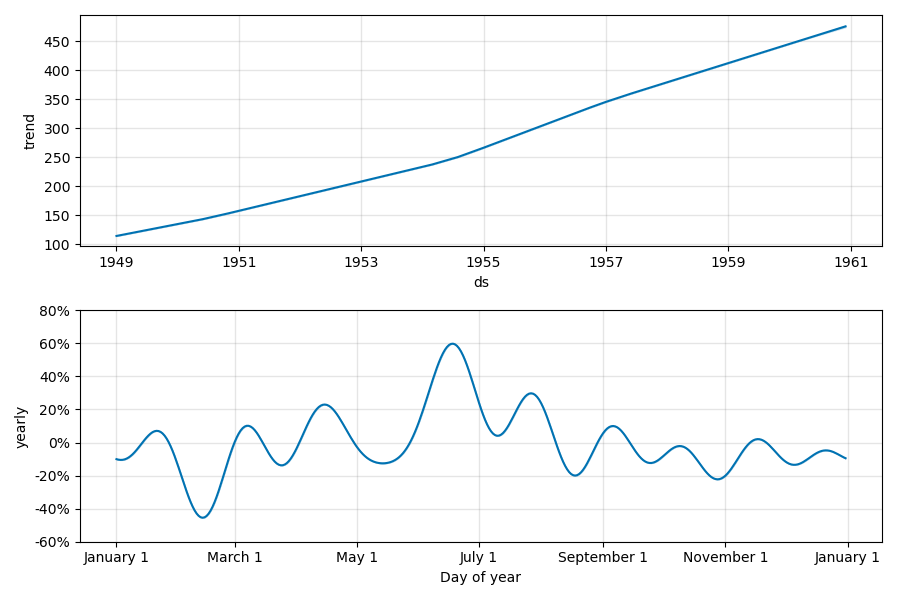 450
400
350
300
250
200
150
100
trend
1949 1951 1953 1955 1957 1959 1961
ds
80%
60%
40%
20%
0%
-20%
-40%
-60%
yearly
January 1 March 1 May 1 July 1 September 1 November 1 January 1
Day of year